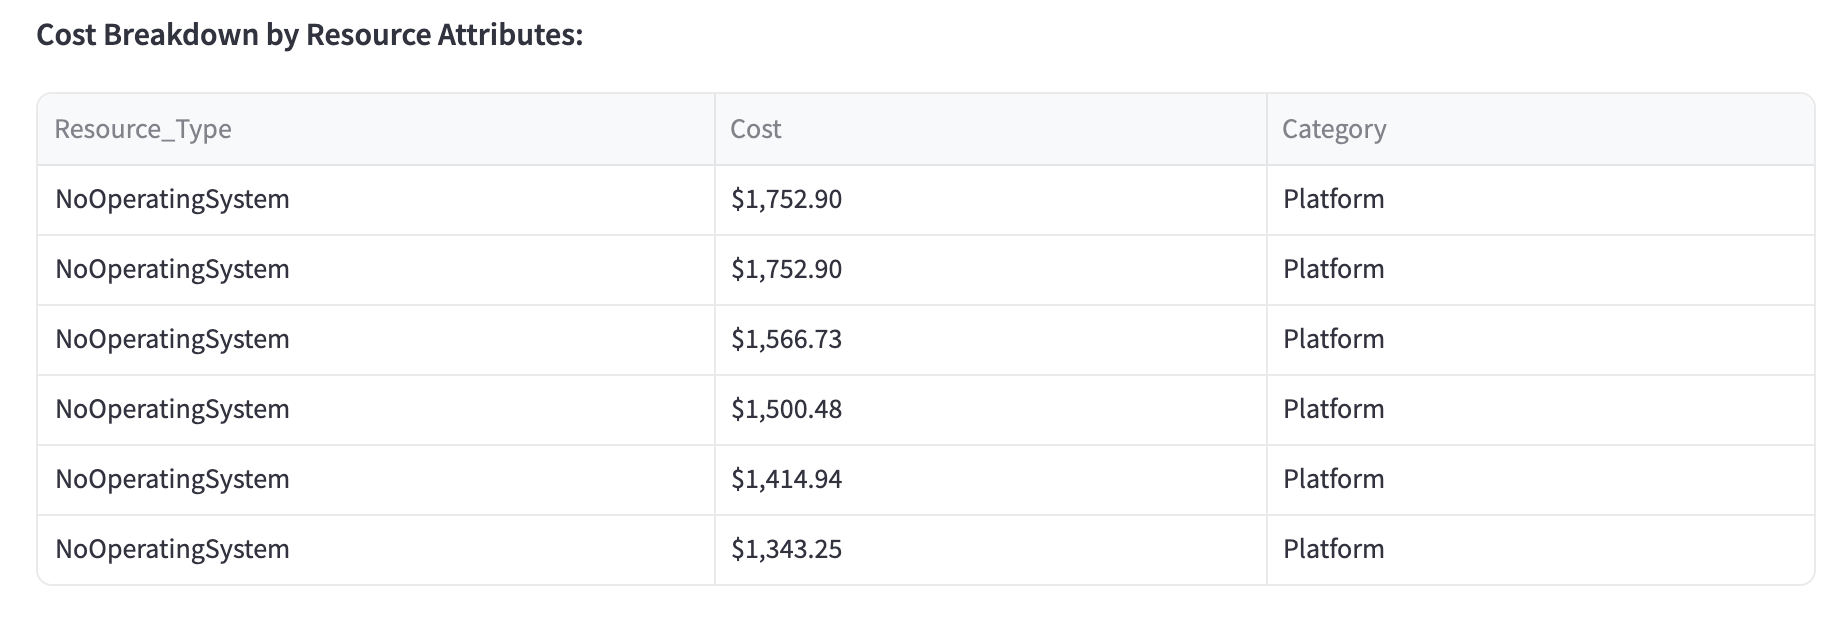 Cost Breakdown by Resource Attributes:
Resource_Type Cost Category
NoOperatingSystem $1,752.90 Platform
NoOperatingSystem $1,752.90 Platform
NoOperatingSystem $1,566.73 Platform
NoOperatingSystem $1,500.48 Platform
NoOperatingSystem $1,414.94 Platform
NoOperatingSystem $1,343.25 Platform